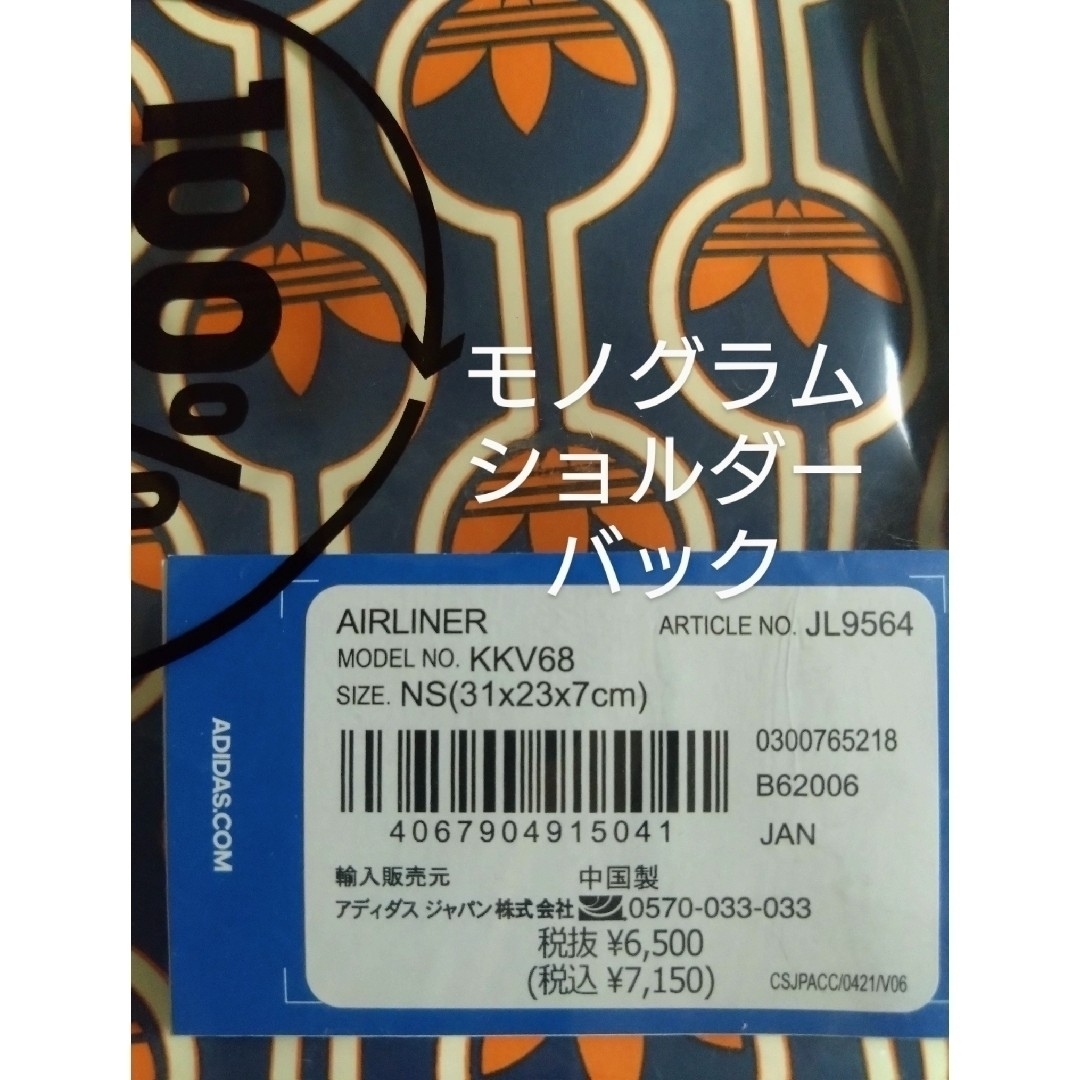 100%
モノグラム
ショルダー
バック
AIRLINER
ARTICLE NO. JL9564
MODEL NO. KKV68
SIZE. NS(31x23x7cm)
ADIDAS.COM
0300765218
B62006
4067904915041
JAN
輸入販売元 中国製
アディダス ジャパン株式会社 0570-033-033
税抜 ¥6,500
(税込 ¥7,150)
CSJPACC/0421/V06